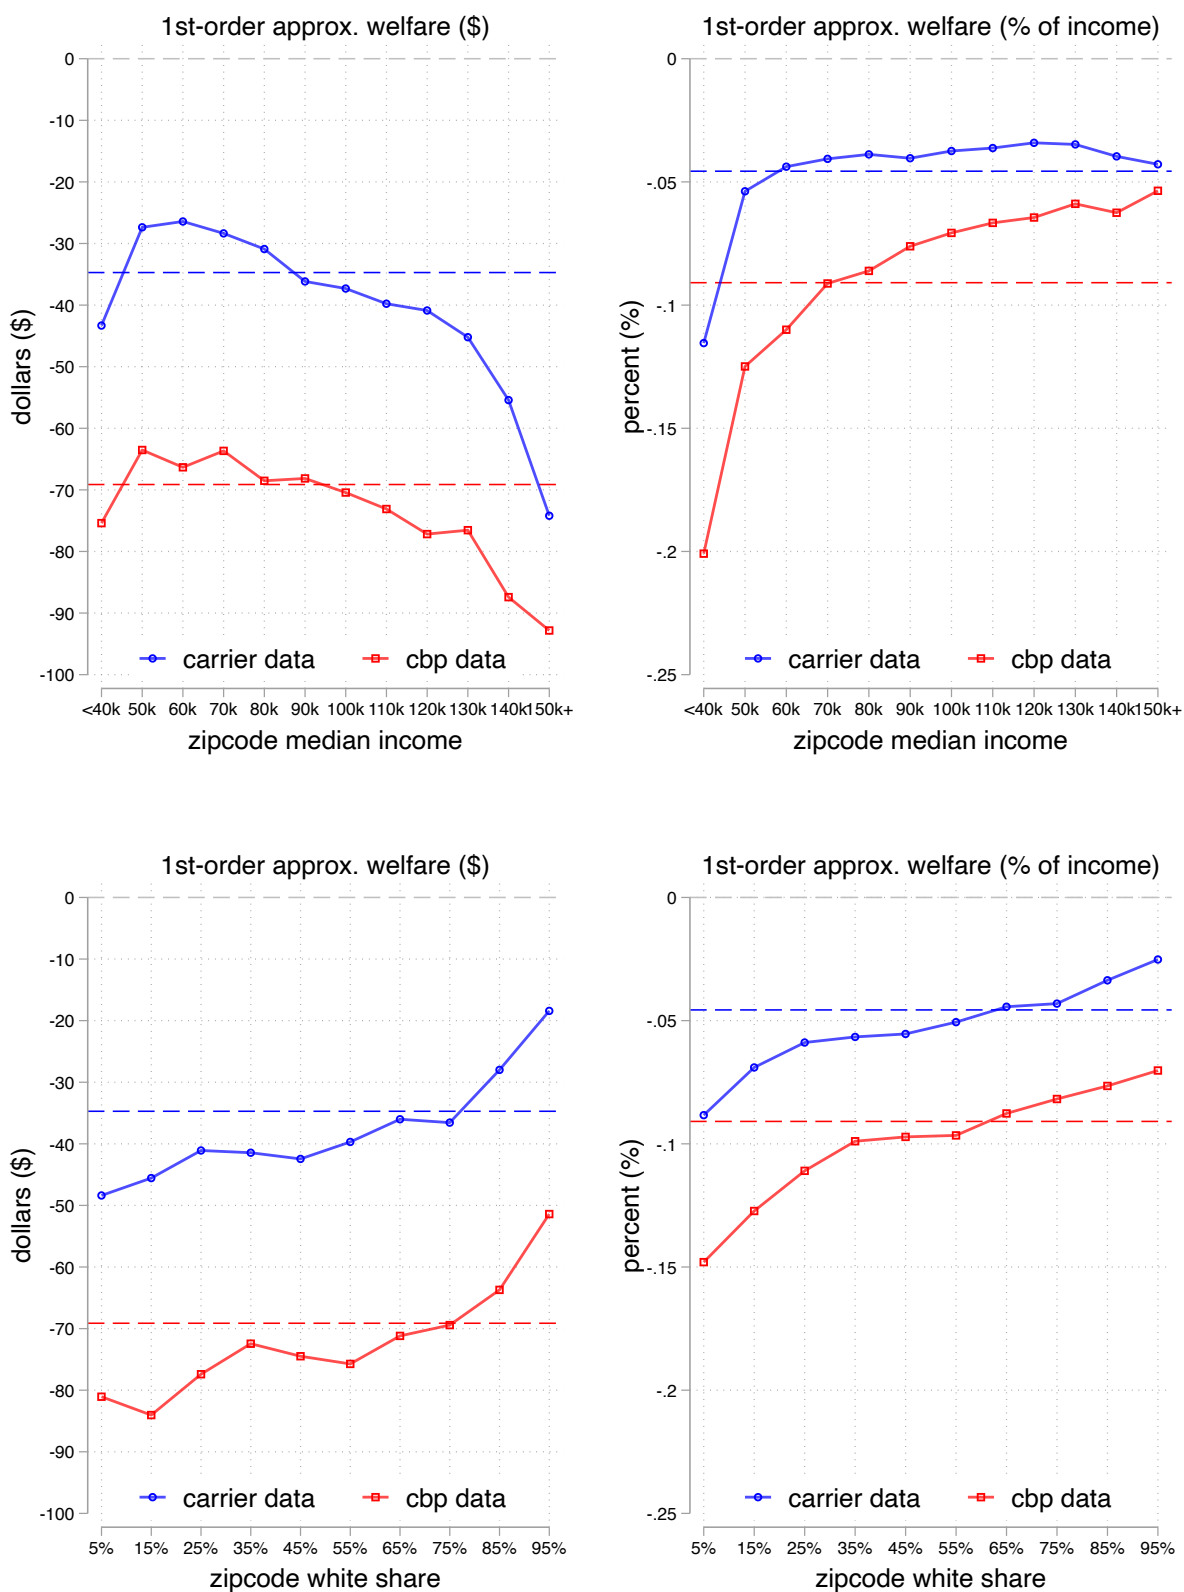 1st-order approx. welfare ($)
0
-10
-20
-30
-40
-50
-60
-70
-80
-90
-100
dollars ($)
carrier data
cbp data
<40k 50k 60k 70k 80k 90k 100k 110k 120k 130k 140k 150k+
zipcode median income
1st-order approx. welfare (% of income)
0
-.05
-.1
-.15
-.2
-.25
percent (%)
carrier data
cbp data
<40k 50k 60k 70k 80k 90k 100k 110k 120k 130k 140k 150k+
zipcode median income
1st-order approx. welfare ($)
0
-10
-20
-30
-40
-50
-60
-70
-80
-90
-100
dollars ($)
carrier data
cbp data
5% 15% 25% 35% 45% 55% 65% 75% 85% 95%
zipcode white share
1st-order approx. welfare (% of income)
0
-.05
-.1
-.15
-.2
-.25
percent (%)
carrier data
cbp data
5% 15% 25% 35% 45% 55% 65% 75% 85% 95%
zipcode white share